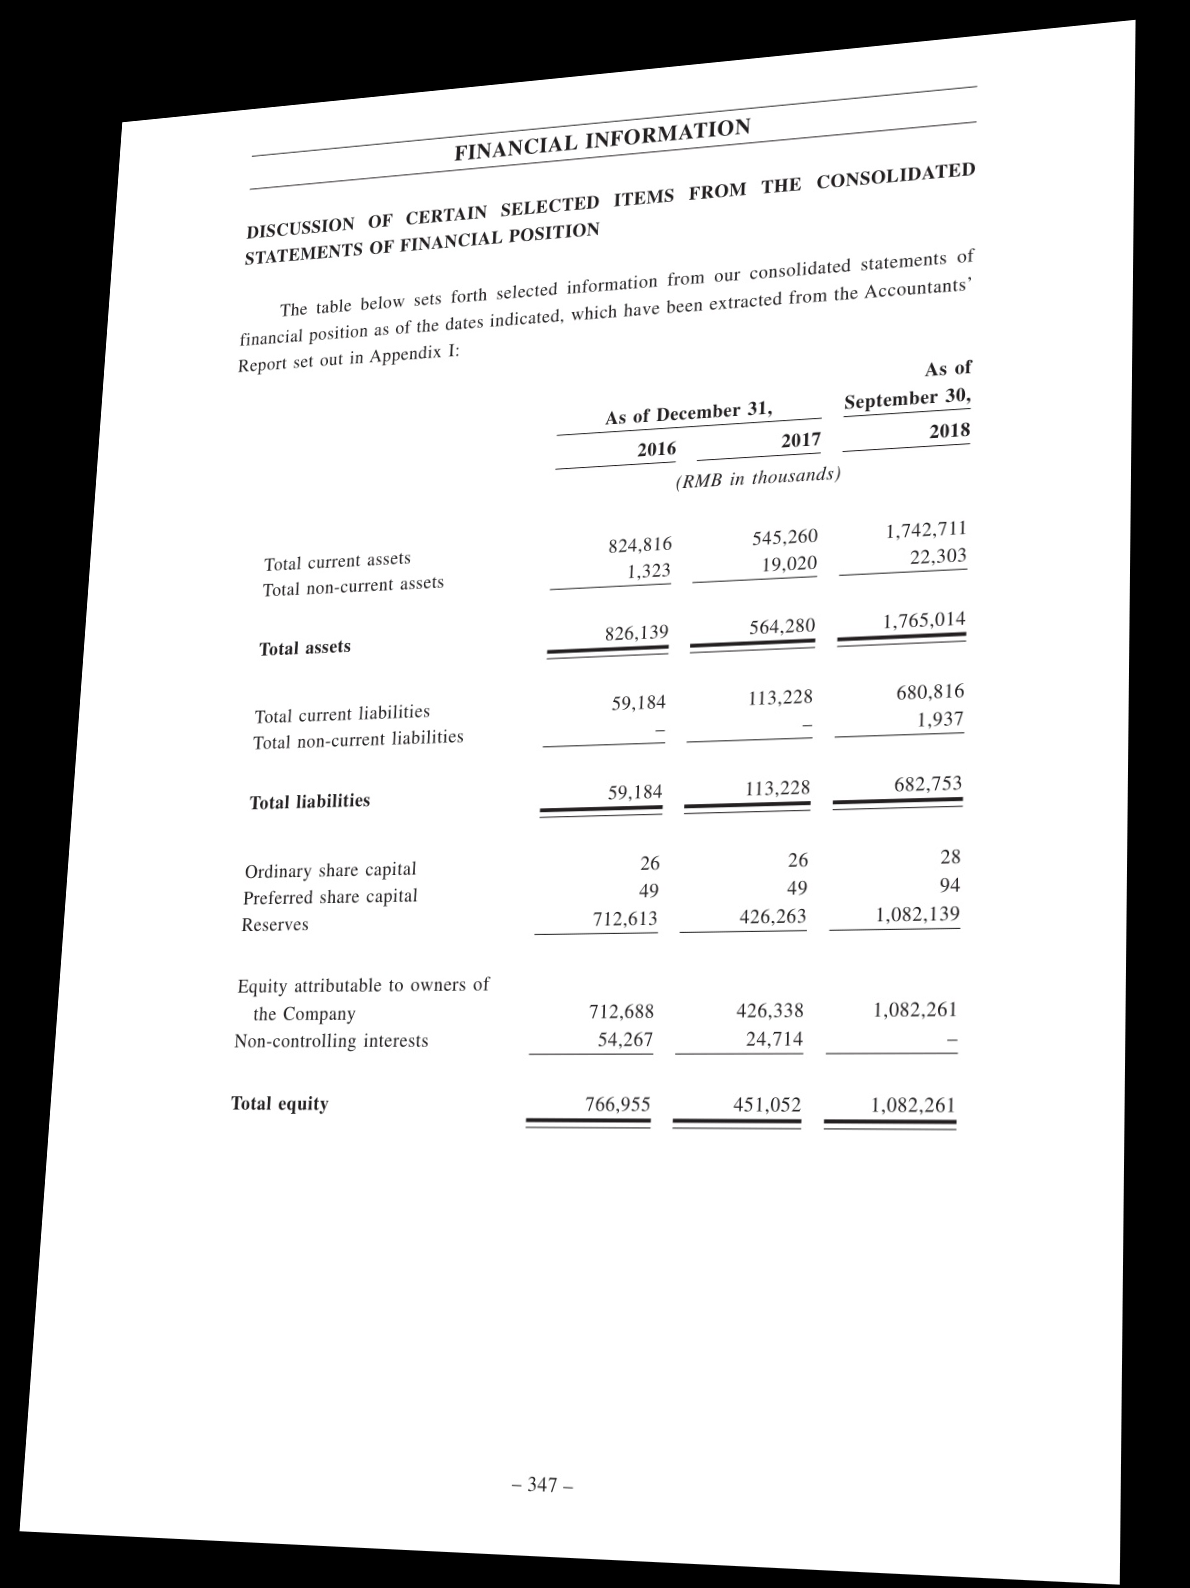 FINANCIAL INFORMATION
DISCUSSION OF CERTAIN SELECTED ITEMS FROM THE CONSOLIDATED
STATEMENTS OF FINANCIAL POSITION
The table below sets forth selected information from our consolidated statements of
financial position as of the dates indicated, which have been extracted from the Accountants'
Report set out in Appendix I:
As of
As of December 31, September 30,
2016 2017 2018
(RMB in thousands)
Total current assets 824,816 545,260 1,742,711
Total non-current assets 1,323 19,020 22,303
Total assets 826,139 564,280 1,765,014
Total current liabilities 59,184 113,228 680,816
Total non-current liabilities – – 1,937
Total liabilities 59,184 113,228 682,753
Ordinary share capital 26 26 28
Preferred share capital 49 49 94
Reserves 712,613 426,263 1,082,139
Equity attributable to owners of
the Company 712,688 426,338 1,082,261
Non-controlling interests 54,267 24,714 –
Total equity 766,955 451,052 1,082,261
– 347 –